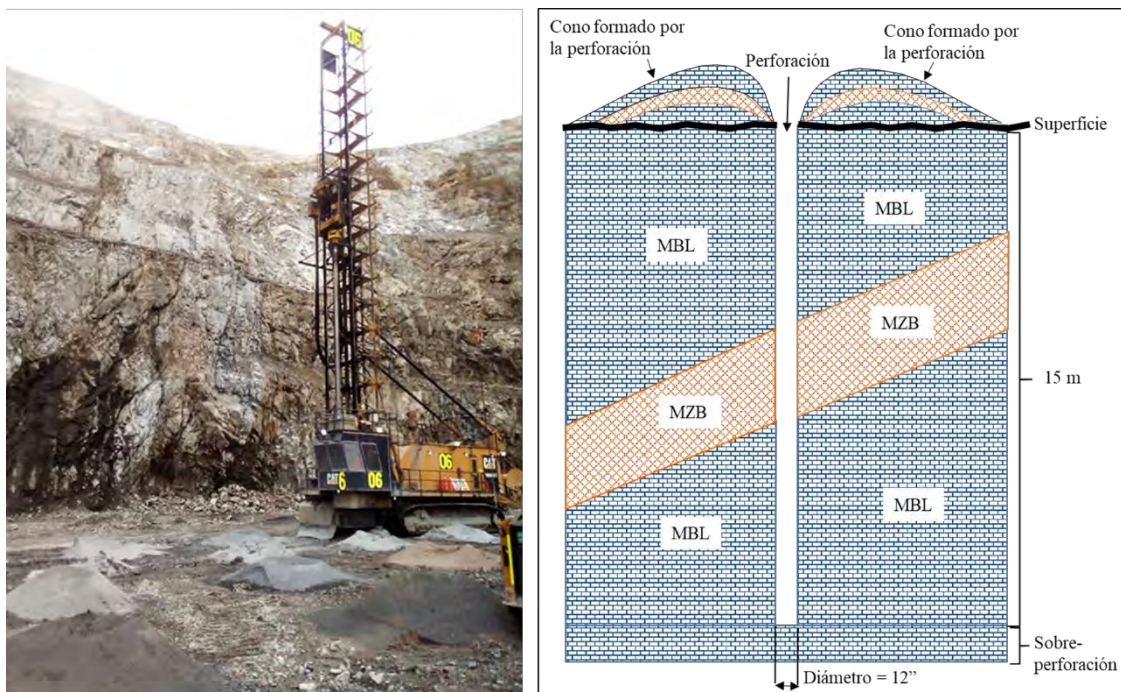 06
CAT 6
06
06
CAT
Cono formado por
la perforación
Perforación
Cono formado por
la perforación
Superficie
MBL
MBL
MZB
MZB
15 m
MBL
MBL
Sobre-
perforación
Diámetro = 12”